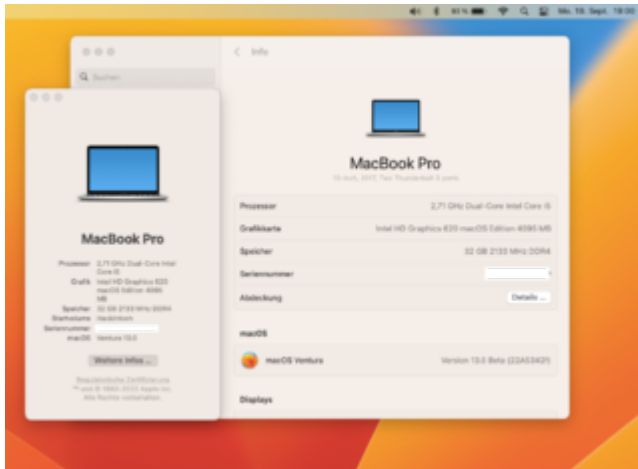 83 % Mo. 19. Sept. 19:00
Info
Suchen
MacBook Pro
13-inch, 2017, Two Thunderbolt 3 ports
Prozessor 2,71 GHz Dual-Core Intel Core i5
Grafikkarte Intel HD Graphics 620 macOS Edition 4095 MB
Speicher 32 GB 2133 MHz DDR4
Seriennummer
Abdeckung Details ...
macOS
macOS Ventura Version 13.0 Beta (22A5342f)
Displays
MacBook Pro
Prozessor 2,71 GHz Dual-Core Intel
Core i5
Grafik Intel HD Graphics 620
macOS Edition 4095
MB
Speicher 32 GB 2133 MHz DDR4
Startvolume Hackintosh
Seriennummer
macOS Ventura 13.0
Weitere Infos ...
Regulatorische Zertifizierung
™ und © 1983-2022 Apple Inc.
Alle Rechte vorbehalten.